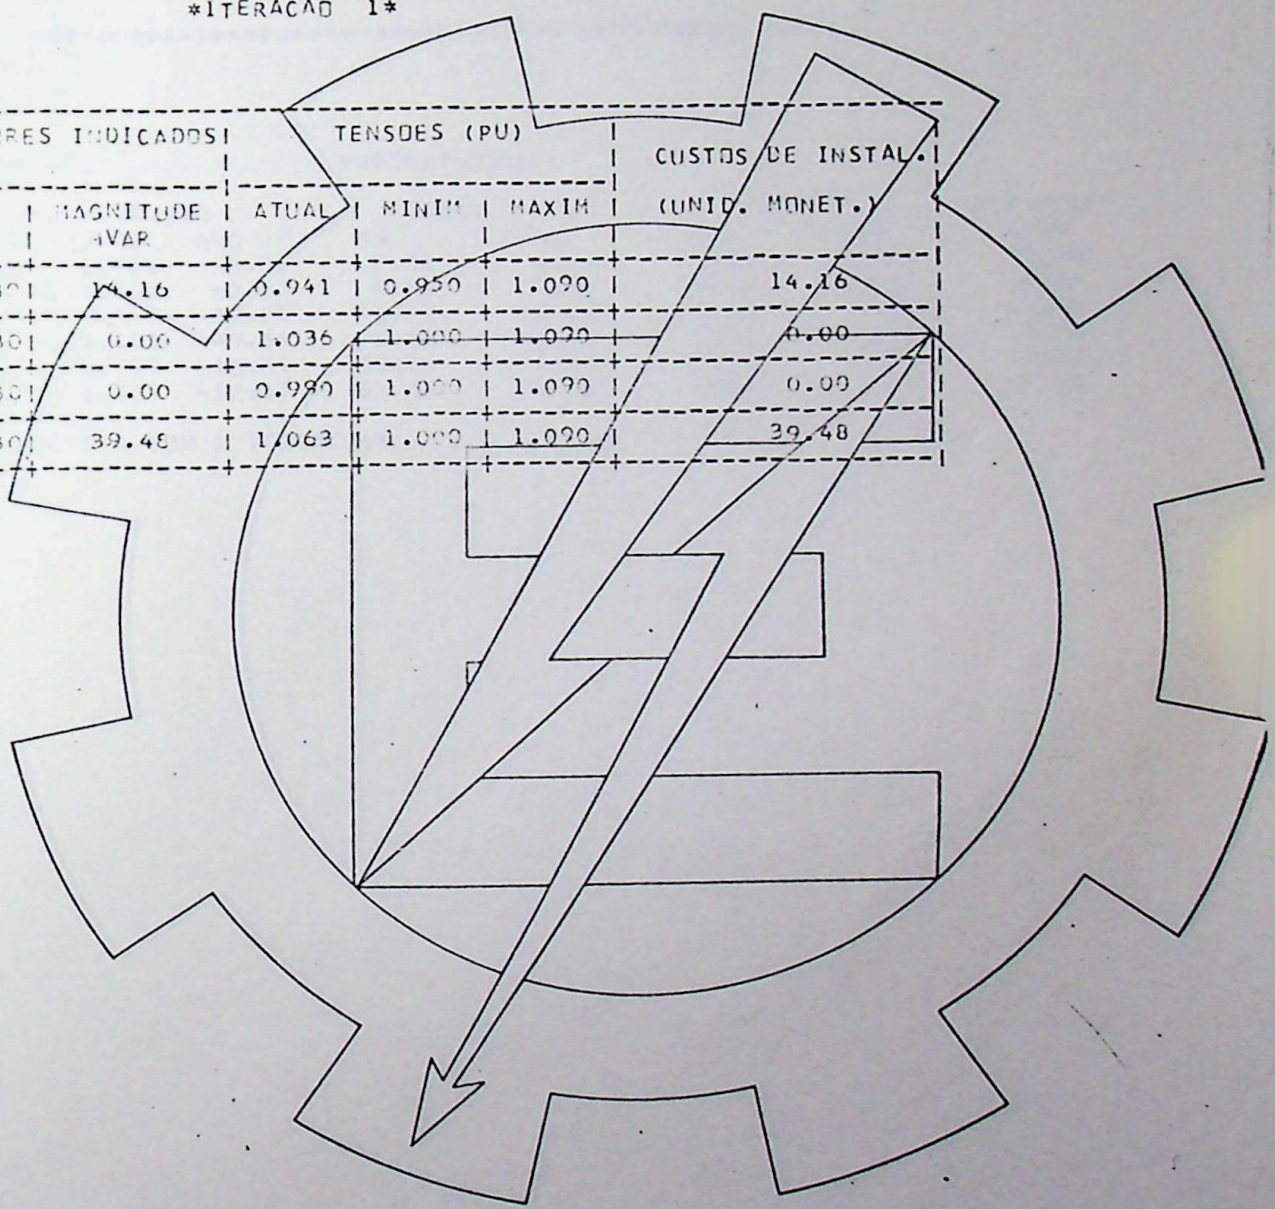 *ITERACAO 1*
RES INDICADOS| TENSOES (PU) | CUSTOS DE INSTAL.|
| MAGNITUDE | ATUAL | MINIM | MAXIM | (UNID. MONET.) |
| MVAR | | | | |
| 14.16 | 0.941 | 0.950 | 1.090 | 14.16 |
| 0.00 | 1.036 | 1.000 | 1.090 | 0.00 |
| 0.00 | 0.990 | 1.000 | 1.090 | 0.00 |
| 39.48 | 1.063 | 1.000 | 1.090 | 39.48 |